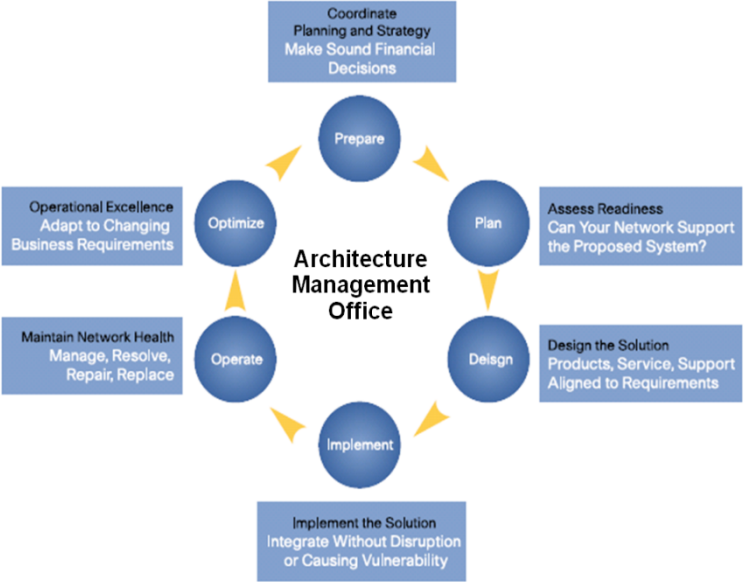 Coordinate
Planning and Strategy
Make Sound Financial
Decisions
Prepare
Operational Excellence
Adapt to Changing
Business Requirements
Optimize
Plan
Assess Readiness
Can Your Network Support
the Proposed System?
Architecture
Management
Office
Maintain Network Health
Manage, Resolve,
Repair, Replace
Operate
Deisgn
Design the Solution
Products, Service, Support
Aligned to Requirements
Implement
Implement the Solution
Integrate Without Disruption
or Causing Vulnerability